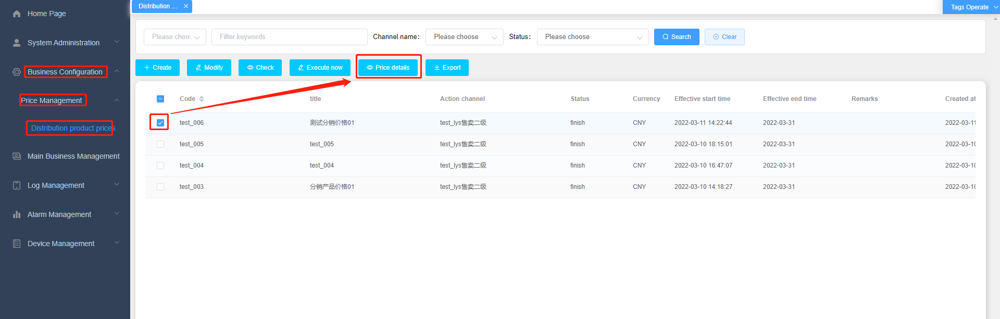 Home Page
System Administration
Business Configuration
Price Management
Distribution product prices
Main Business Management
Log Management
Alarm Management
Device Management
Distribution ...
Tags Operate
Please choo
Filter keywords
Channel name:
Please choose
Status:
Please choose
Search
Clear
Create
Modify
Check
Execute now
Price details
Export
Code title Action channel Status Currency Effective start time Effective end time Remarks Created at
test_006 测试分销价格01 test_lys售卖二级 finish CNY 2022-03-11 14:22:44 2022-03-31 2022-03-11
test_005 test_005 test_lys售卖二级 finish CNY 2022-03-10 18:15:01 2022-03-31 2022-03-10
test_004 test_004 test_lys售卖二级 finish CNY 2022-03-10 16:47:07 2022-03-31 2022-03-10
test_003 分销产品价格01 test_lys售卖二级 finish CNY 2022-03-10 14:18:27 2022-03-31 2022-03-10